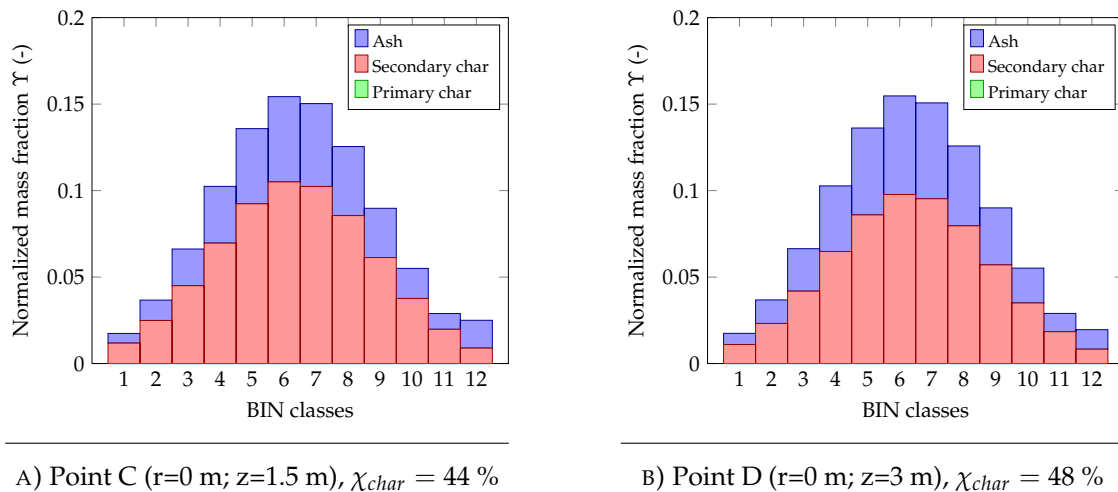 0.2
0.15
0.1
0.05
0
Normalized mass fraction ϒ (-)
Ash
Secondary char
Primary char
1 2 3 4 5 6 7 8 9 10 11 12
BIN classes
A) Point C (r=0 m; z=1.5 m), χchar = 44 %
0.2
0.15
0.1
0.05
0
Normalized mass fraction ϒ (-)
Ash
Secondary char
Primary char
1 2 3 4 5 6 7 8 9 10 11 12
BIN classes
B) Point D (r=0 m; z=3 m), χchar = 48 %